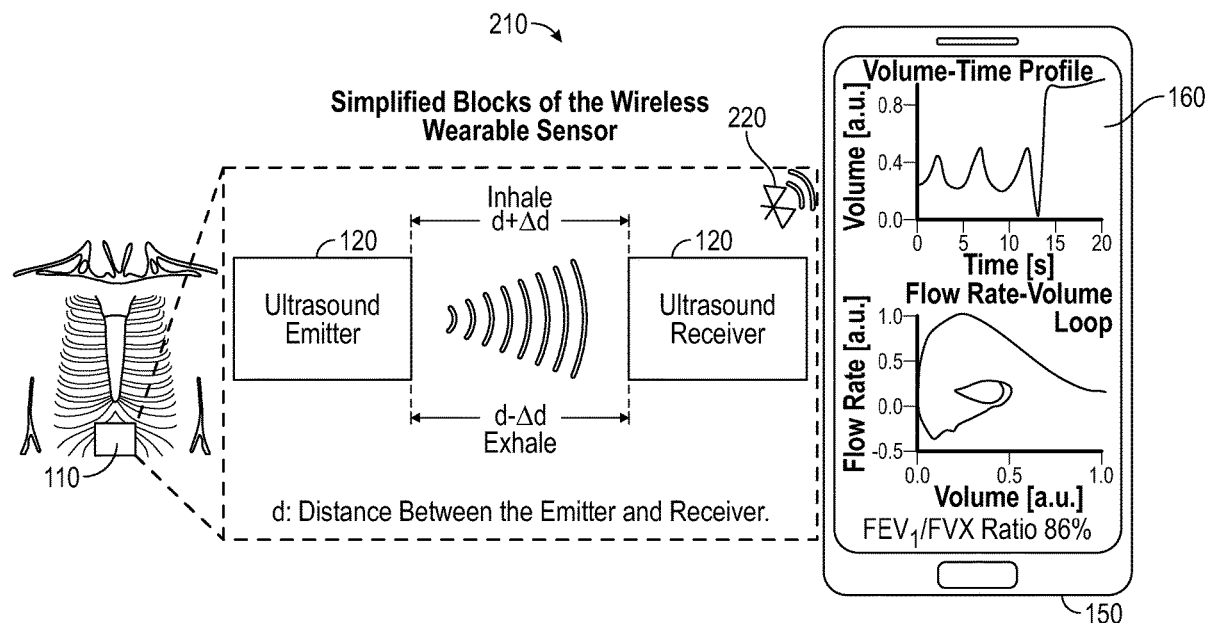 210
Simplified Blocks of the Wireless
Wearable Sensor
220
Inhale
d+Δd
120
120
Ultrasound
Emitter
Ultrasound
Receiver
d-Δd
Exhale
110
d: Distance Between the Emitter and Receiver.
Volume-Time Profile
160
Volume [a.u.]
0.8
0.4
0.0
0 5 10 15 20
Time [s]
Flow Rate-Volume
Loop
Flow Rate [a.u.]
1.0
0.5
0.0
-0.5
0.0 0.5 1.0
Volume [a.u.]
FEV1/FVX Ratio 86%
150